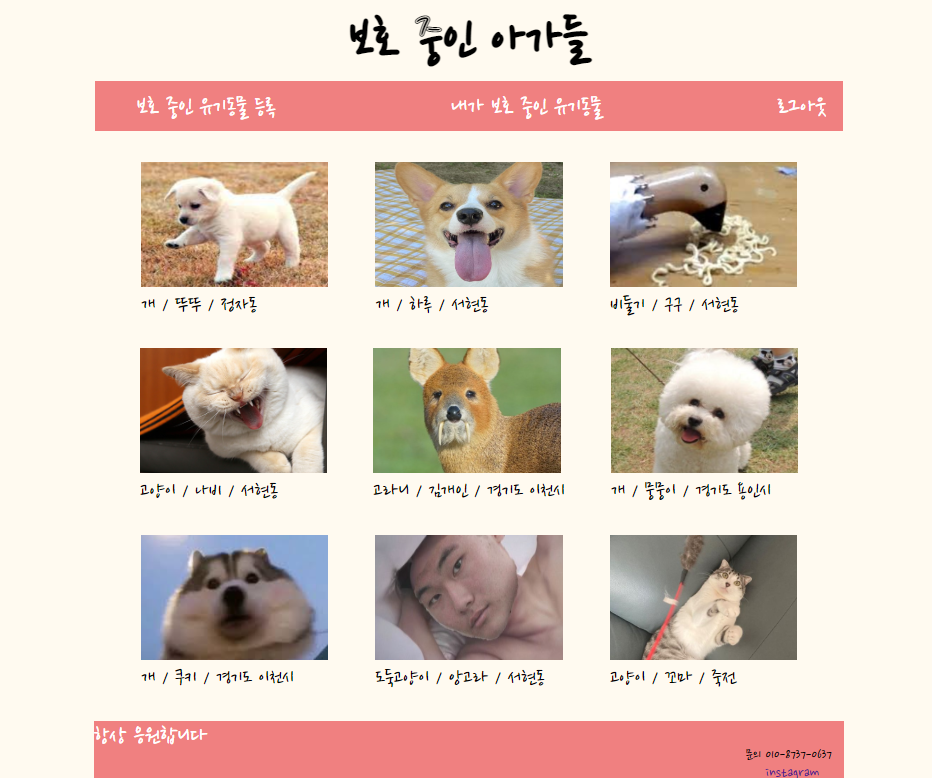 보호 중인 아가들
보호 중인 유기동물 등록 내가 보호 중인 유기동물 로그아웃
개 / 뚜뚜 / 정자동
개 / 하루 / 서현동
비둘기 / 구구 / 서현동
고양이 / 나비 / 서현동
고라니 / 김개인 / 경기도 이천시
개 / 뭉뭉이 / 경기도 용인시
개 / 쿠키 / 경기도 이천시
도둑고양이 / 앙고라 / 서현동
고양이 / 꼬마 / 죽전
항상 응원합니다
문의 010-8737-0637
instagram